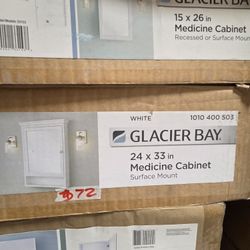 GLACIER BAY
15 x 26 in
Medicine Cabinet
Recessed or Surface Mount
WHITE
1010 400 503
GLACIER BAY
24 x 33 in
Medicine Cabinet
Surface Mount
$72